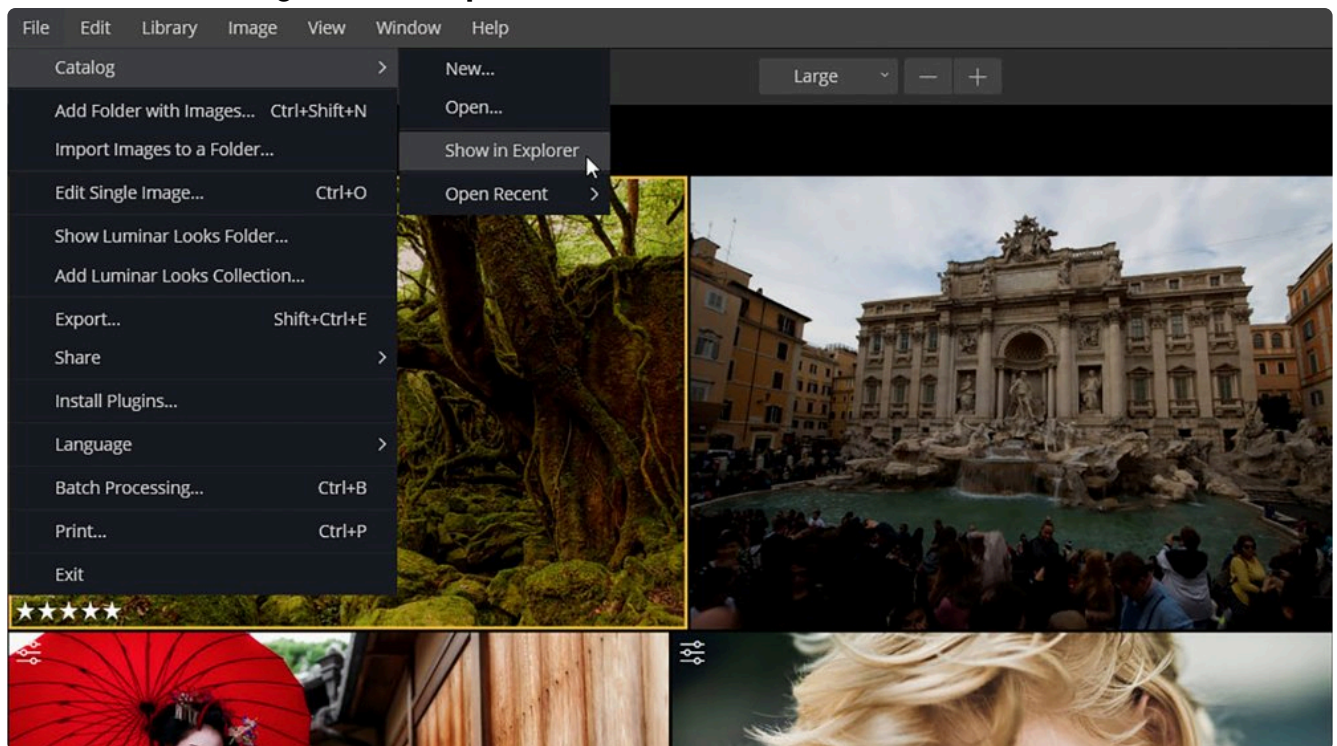 File Edit Library Image View Window Help
Catalog
Add Folder with Images... Ctrl+Shift+N
Import Images to a Folder...
Edit Single Image... Ctrl+O
Show Luminar Looks Folder...
Add Luminar Looks Collection...
Export... Shift+Ctrl+E
Share
Install Plugins...
Language
Batch Processing... Ctrl+B
Print... Ctrl+P
Exit
New...
Open...
Show in Explorer
Open Recent
Large